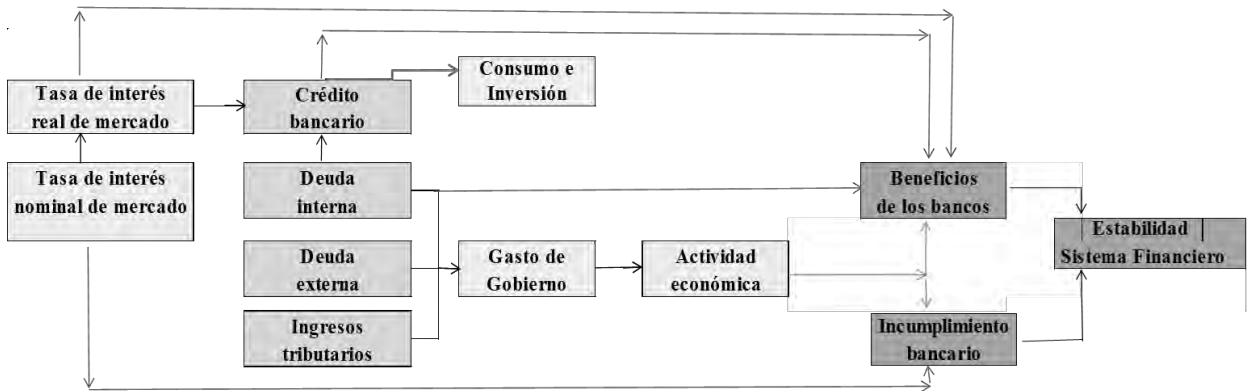 Tasa de interés
real de mercado
Crédito
bancario
Consumo e
Inversión
Tasa de interés
nominal de mercado
Deuda
interna
Beneficios
de los bancos
Estabilidad
Sistema Financiero
Deuda
externa
Gasto de
Gobierno
Actividad
económica
Ingresos
tributarios
Incumplimiento
bancario